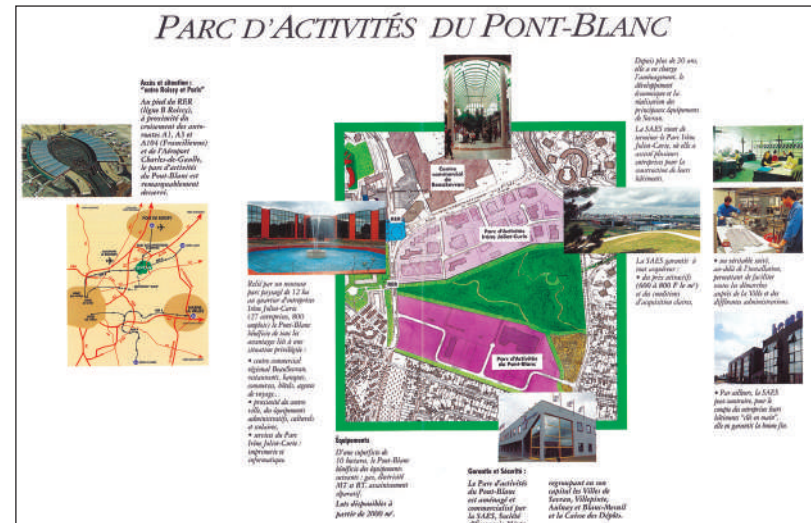 PARC D'ACTIVITÉS DU PONT-BLANC
Accès et situation :
"entre Roissy et Paris"
Au pied du RER
(ligne B Roissy),
à proximité du
croisement des auto-
routes A1, A3 et
A104 (Francilienne)
et de l'Aéroport
Charles-de-Gaulle,
le parc d'activités
du Pont-Blanc est
remarquablement
desservi.
Relié par un nouveau
parc paysagé de 12 ha
au quartier d'entreprises
Irène Joliot-Curie
(27 entreprises, 800
emplois) le Pont-Blanc
bénéficie de tous les
avantages liés à une
situation privilégiée :
• centre commercial
régional BeauSevran,
restaurants, banques,
commerces, hôtels, agence
de voyage,
• proximité du centre
ville, des équipements
administratifs, culturels
et scolaires,
• services du Parc
Irène Joliot-Curie :
imprimerie et
informatique.
Centre
commercial
de
BeauSevran
RER
Parc d'Activités
Irène Joliot-Curie
RER
Parc d'Activités
du Pont-Blanc
Équipements
D'une superficie de
10 hectares, le Pont-Blanc
bénéficie des équipements
suivants : gaz, électricité
MT et BT, assainissement
séparatif.
Lots disponibles à
partir de 2000 m².
Garantie et Sécurité :
Le Parc d'activités
du Pont-Blanc
est aménagé et
commercialisé par
la SAES, Société
regroupant en son
capital les Villes de
Sevran, Villepinte,
Aulnay et Blanc-Mesnil
et la Caisse des Dépôts.
Depuis plus de 20 ans,
elle a en charge
l'aménagement, le
développement
économique et la
réalisation des
principaux équipements
de Sevran.
La SAES vient de
terminer le Parc Irène
Joliot-Curie, où elle a
assisté plusieurs
entreprises pour la
construction de leurs
bâtiments.
La SAES garantit à
tout acquéreur :
• des prix attractifs
(600 à 800 F le m²)
et des conditions
d'acquisition claires,
• un véritable suivi,
au-delà de l'installation,
permettant de faciliter
toutes les démarches
auprès de la Ville et des
différentes administrations.
• Par ailleurs, la SAES
peut construire, pour le
compte des entreprises leurs
bâtiments "clés en main",
elle en garantit la bonne fin.